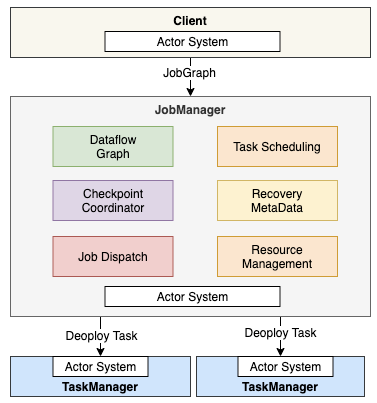 Client
Actor System
JobGraph
JobManager
Dataflow
Graph
Task Scheduling
Checkpoint
Coordinator
Recovery
MetaData
Job Dispatch
Resource
Management
Actor System
Deoploy Task
Deoploy Task
Actor System
TaskManager
Actor System
TaskManager